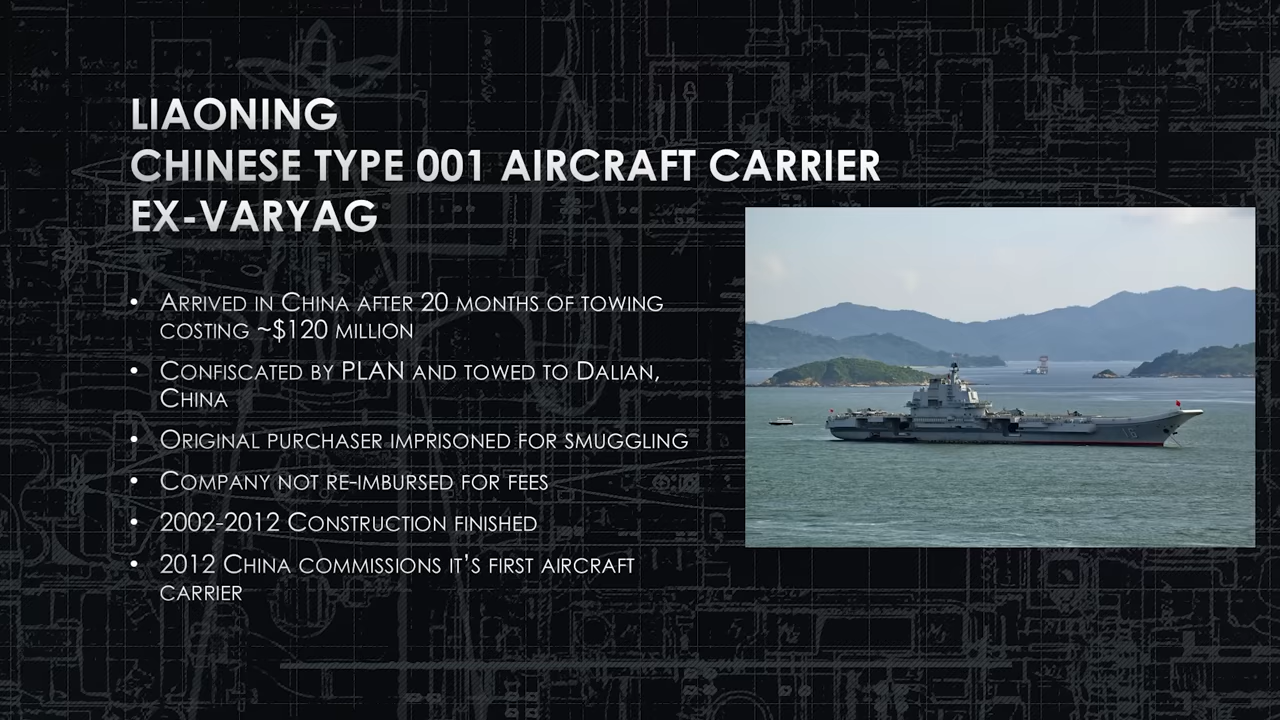 LIAONING
CHINESE TYPE 001 AIRCRAFT CARRIER
EX-VARYAG
• Arrived in China after 20 months of towing
costing ~$120 million
• Confiscated by PLAN and towed to Dalian,
China
• Original purchaser imprisoned for smuggling
• Company not re-imbursed for fees
• 2002-2012 Construction finished
• 2012 China commissions it's first aircraft
carrier
16